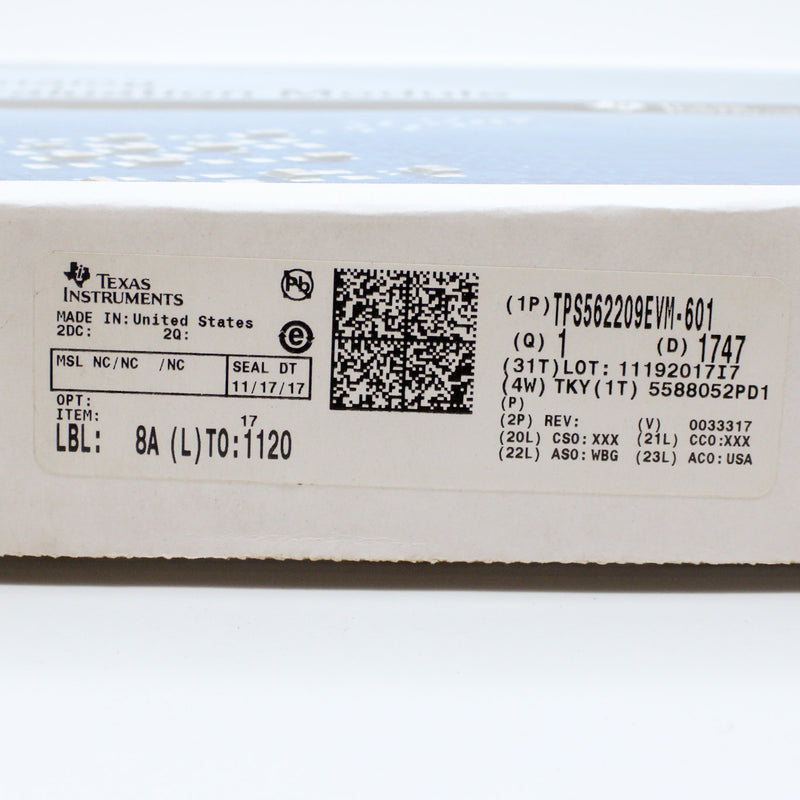 Evaluation Module
TEXAS
INSTRUMENTS
MADE IN: United States
2DC: 2Q:
MSL NC/NC /NC
SEAL DT
11/17/17
OPT:
ITEM:
17
LBL: 8A (L)TO:1120
Pb
e
(1P) TPS562209EVM-601
(Q) 1 (D) 1747
(31T)LOT: 11192017I7
(4W) TKY(1T) 5588052PD1
(P)
(2P) REV: (V) 0033317
(20L) CSO:XXX (21L) CCO:XXX
(22L) ASO:WBG (23L) ACO:USA